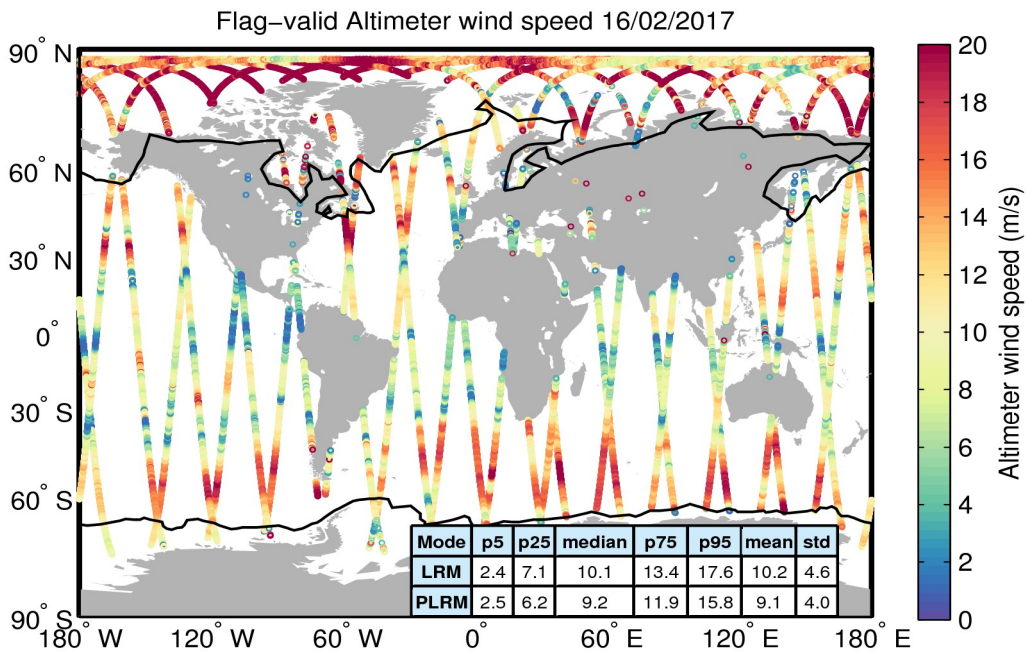 Flag−valid Altimeter wind speed 16/02/2017
90° N
60° N
30° N
0°
30° S
60° S
90° S
180° W
120° W
60° W
0°
60° E
120° E
180° E
Mode p5 p25 median p75 p95 mean std
LRM 2.4 7.1 10.1 13.4 17.6 10.2 4.6
PLRM 2.5 6.2 9.2 11.9 15.8 9.1 4.0
20
18
16
14
12
10
8
6
4
2
0
Altimeter wind speed (m/s)